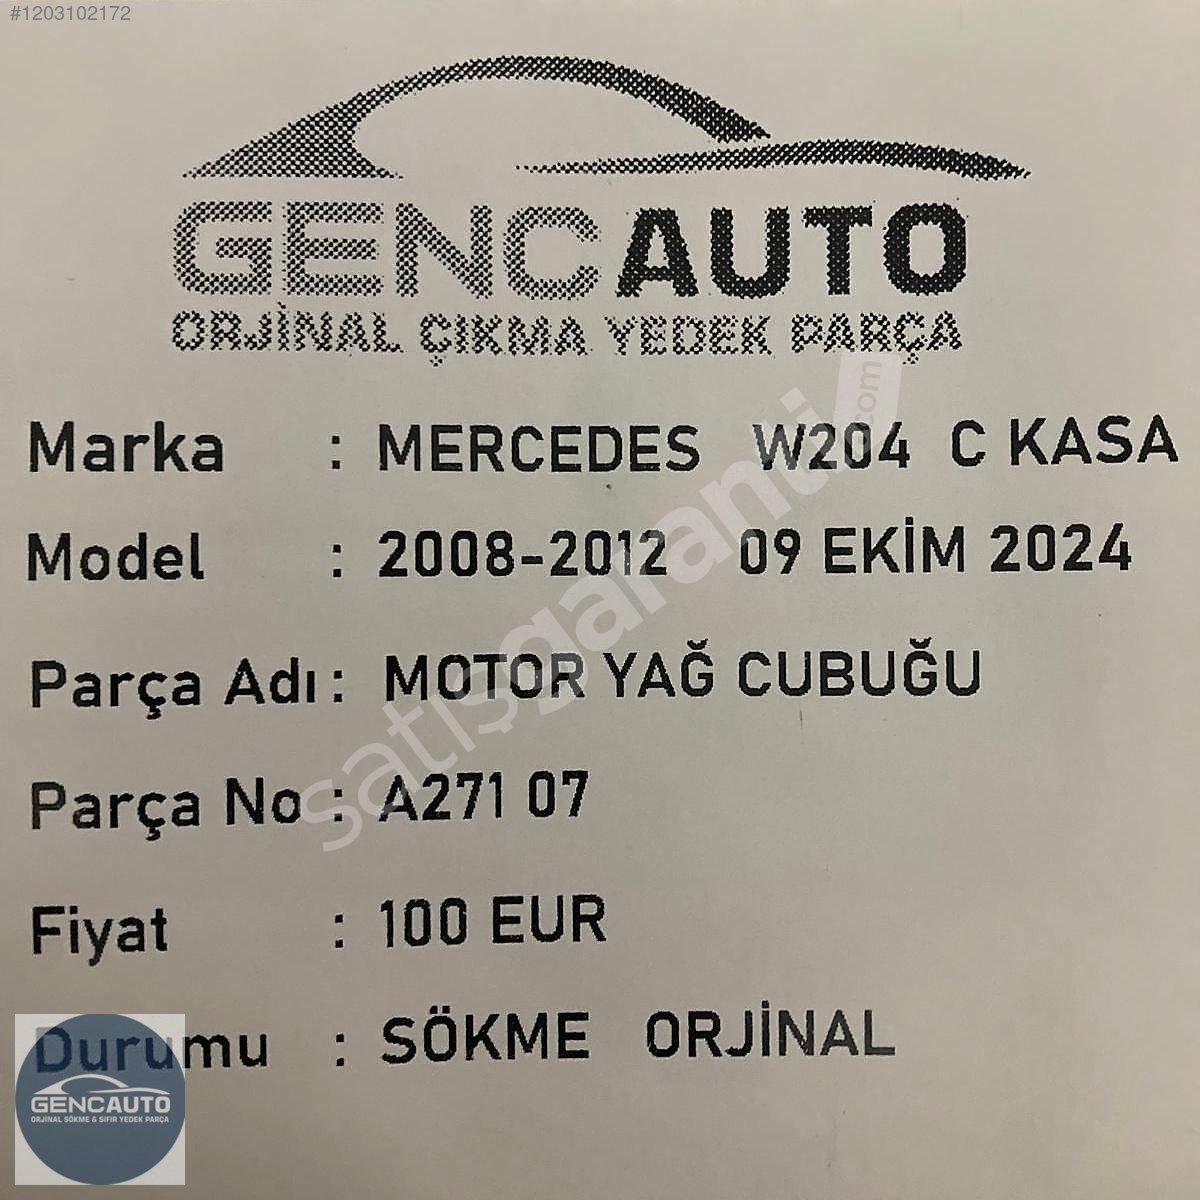 #1203102172
GENCAUTO
ORJİNAL ÇIKMA YEDEK PARÇA
Marka : MERCEDES W204 C KASA
Model : 2008-2012 09 EKİM 2024
Parça Adı : MOTOR YAĞ CUBUĞU
Parça No : A271 07
Fiyat : 100 EUR
Durumu : SÖKME ORJİNAL
satışgaranti.com
GENCAUTO
ORJINAL SÖKME & SIFIR YEDEK PARÇA